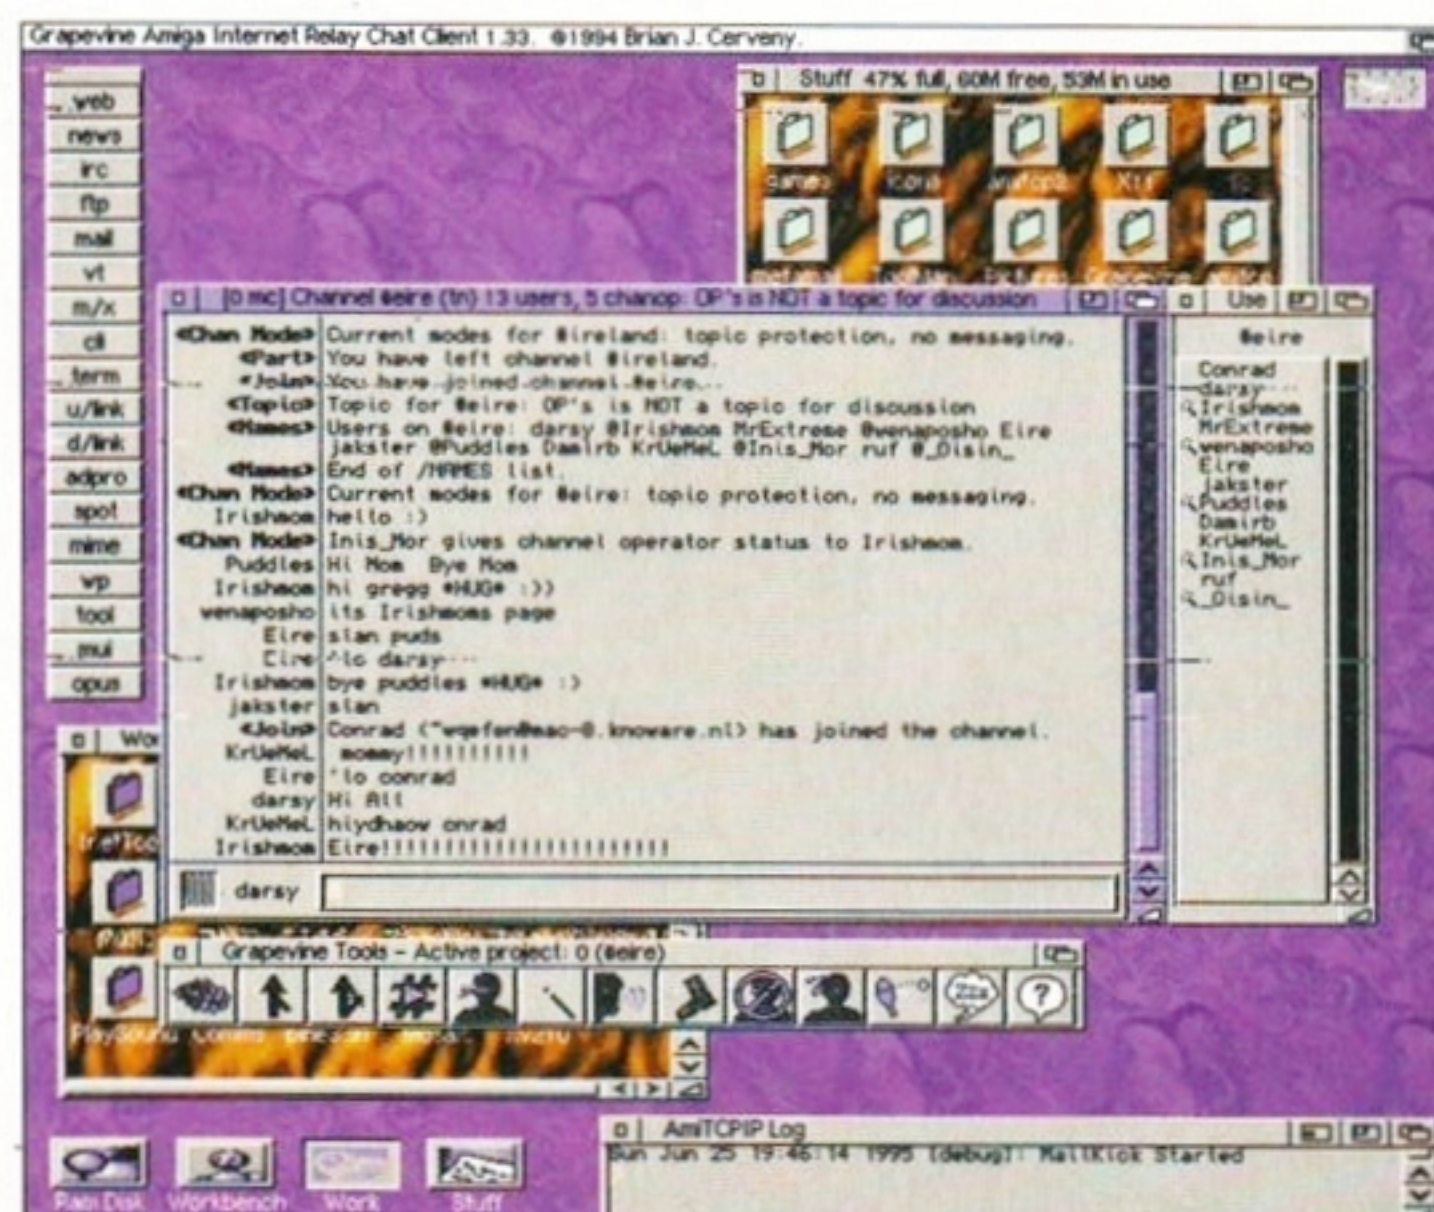 Grapevine Amiga Internet Relay Chat Client 1.33. ©1994 Brian J. Cerveny.
web
news
irc
ftp
mail
vt
m/x
cli
term
u/link
d/link
adpro
spot
mime
wp
tool
mui
opus
Stuff 47% full, 60M free, 53M in use
games
icons
X11
Pictures
Grapevine
[0 mc] Channel #eire (tn) 13 users, 5 chanop: OP's is NOT a topic for discussion
<Chan Mode> Current modes for #ireland: topic protection, no messaging.
<Part> You have left channel #ireland.
<Join> You have joined channel #eire.
<Topic> Topic for #eire: OP's is NOT a topic for discussion
<Names> Users on #eire: darsy @Irishmom MrExtreme @wenaposho Eire
jakster @Puddles Damirb KrUeMeL @Inis_Mor ruf @_Oisin_
<Names> End of /NAMES list.
<Chan Mode> Current modes for #eire: topic protection, no messaging.
Irishmom hello :)
<Chan Mode> Inis_Mor gives channel operator status to Irishmom.
Puddles Hi Mom Bye Mom
Irishmom hi gregg *HUG* :))
wenaposho its Irishmoms page
Eire slan puds
Eire 'lo darsy
Irishmom bye puddles *HUG* :)
jakster slan
<Join> Conrad has joined the channel.
KrUeMeL mommy!!!!!!!!!!
Eire 'lo conrad
darsy Hi All
KrUeMeL hiydhaow onrad
Irishmom Eire!!!!!!!!!!!!!!!!!!!!!!!!
darsy
Use
#eire
Conrad
darsy
Irishmom
MrExtreme
wenaposho
Eire
jakster
Puddles
Damirb
KrUeMeL
Inis_Mor
ruf
_Oisin_
Wor
Grapevine Tools - Active project: 0 (#eire)
?
PlaySound Comms
Ram Disk
Workbench
Work
Stuff
AmiTCPIP Log
Sun Jun 25 19:46:14 1995 [debug]: MailKick Started